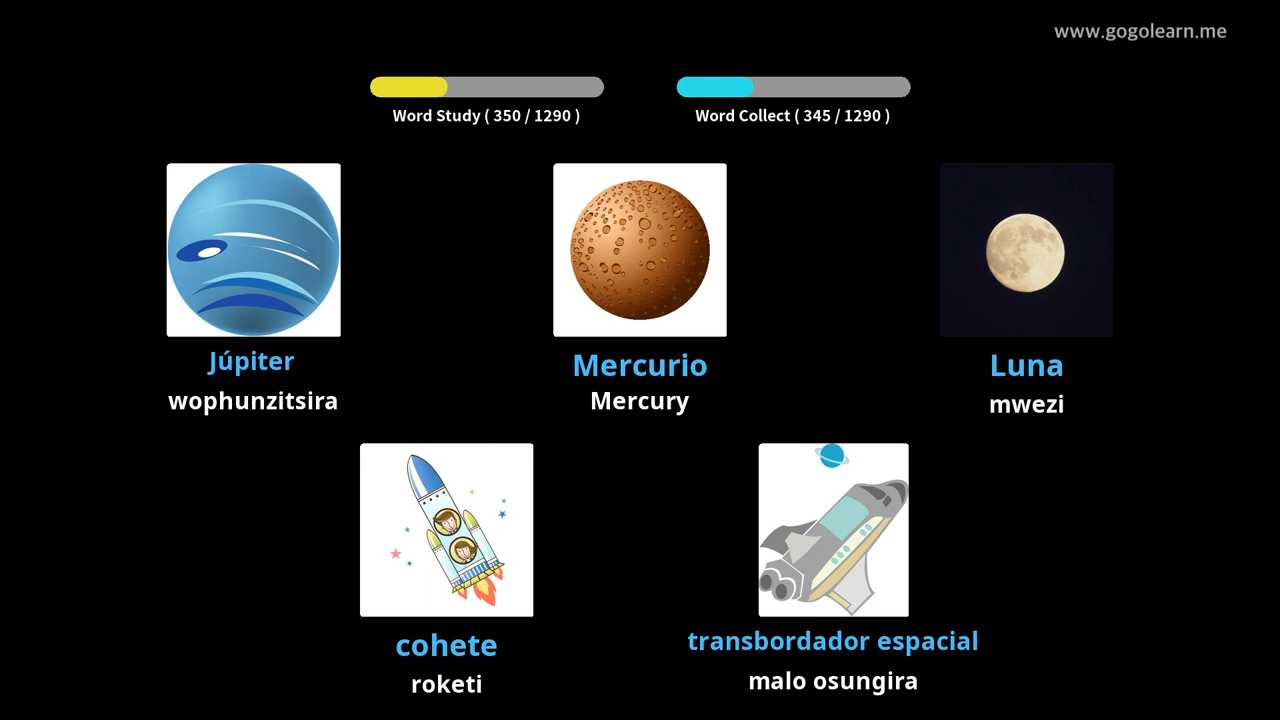 www.gogolearn.me
Word Study ( 350 / 1290 )
Word Collect ( 345 / 1290 )
Júpiter
wophunzitsira
Mercurio
Mercury
Luna
mwezi
cohete
roketi
transbordador espacial
malo osungira